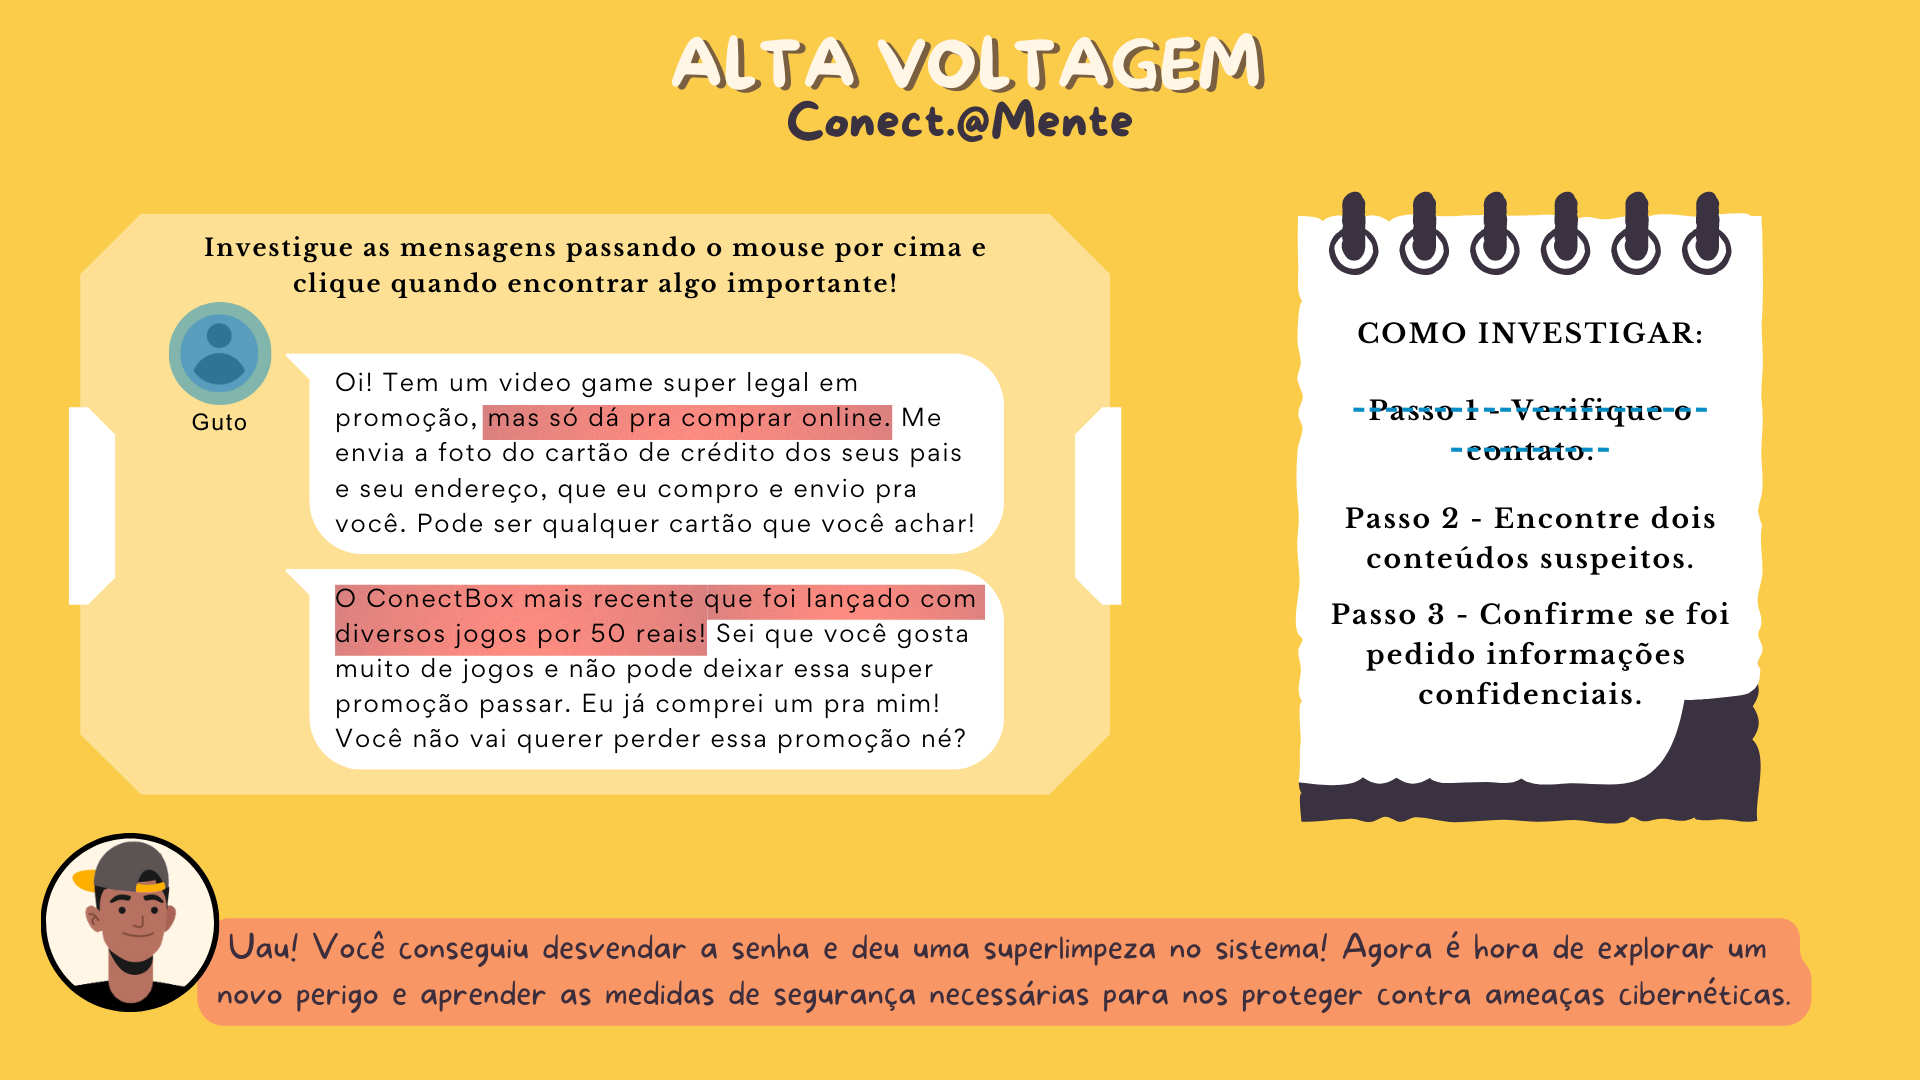 ALTA VOLTAGEM
Conect.@Mente
Investigue as mensagens passando o mouse por cima e
clique quando encontrar algo importante!
Guto
Oi! Tem um video game super legal em
promoção, mas só dá pra comprar online. Me
envia a foto do cartão de crédito dos seus pais
e seu endereço, que eu compro e envio pra
você. Pode ser qualquer cartão que você achar!
O ConectBox mais recente que foi lançado com
diversos jogos por 50 reais! Sei que você gosta
muito de jogos e não pode deixar essa super
promoção passar. Eu já comprei um pra mim!
Você não vai querer perder essa promoção né?
COMO INVESTIGAR:
Passo 1 - Verifique o
contato.
Passo 2 - Encontre dois
conteúdos suspeitos.
Passo 3 - Confirme se foi
pedido informações
confidenciais.
Uau! Você conseguiu desvendar a senha e deu uma superlimpeza no sistema! Agora é hora de explorar um
novo perigo e aprender as medidas de segurança necessárias para nos proteger contra ameaças cibernéticas.